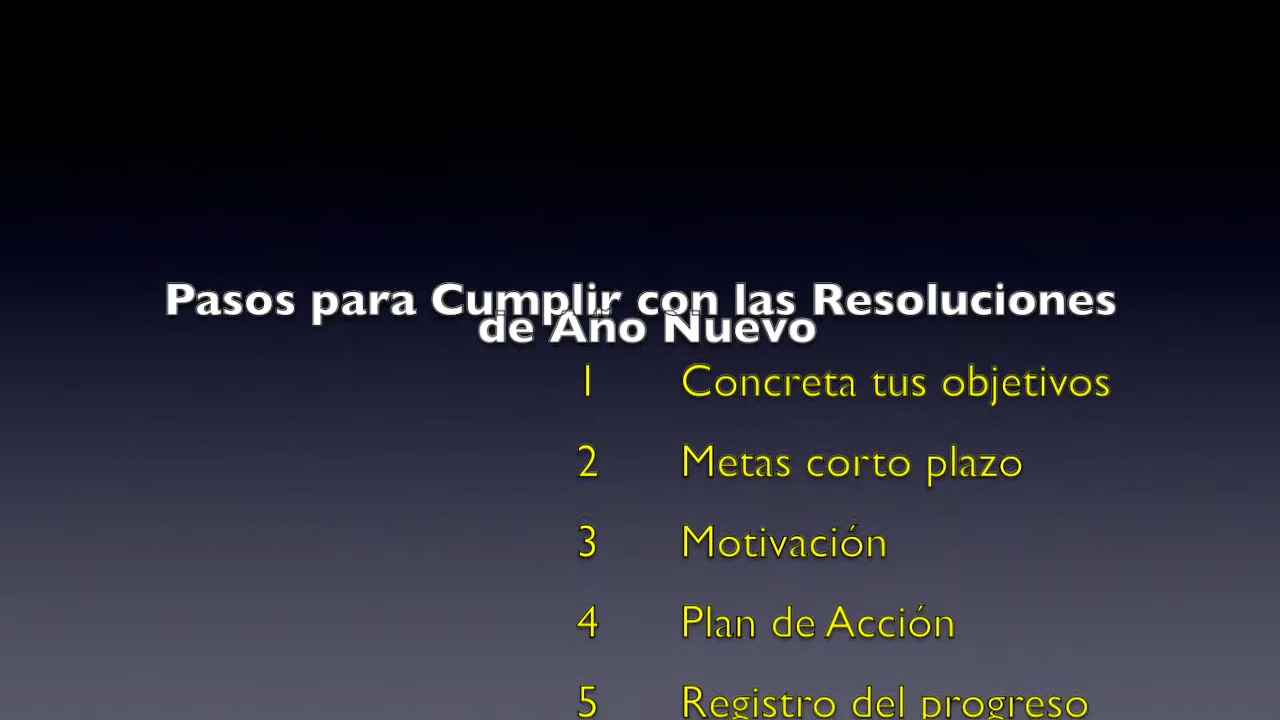 Pasos para Cumplir con las Resoluciones
de Año Nuevo
1 Concreta tus objetivos
2 Metas corto plazo
3 Motivación
4 Plan de Acción
5 Registro del progreso